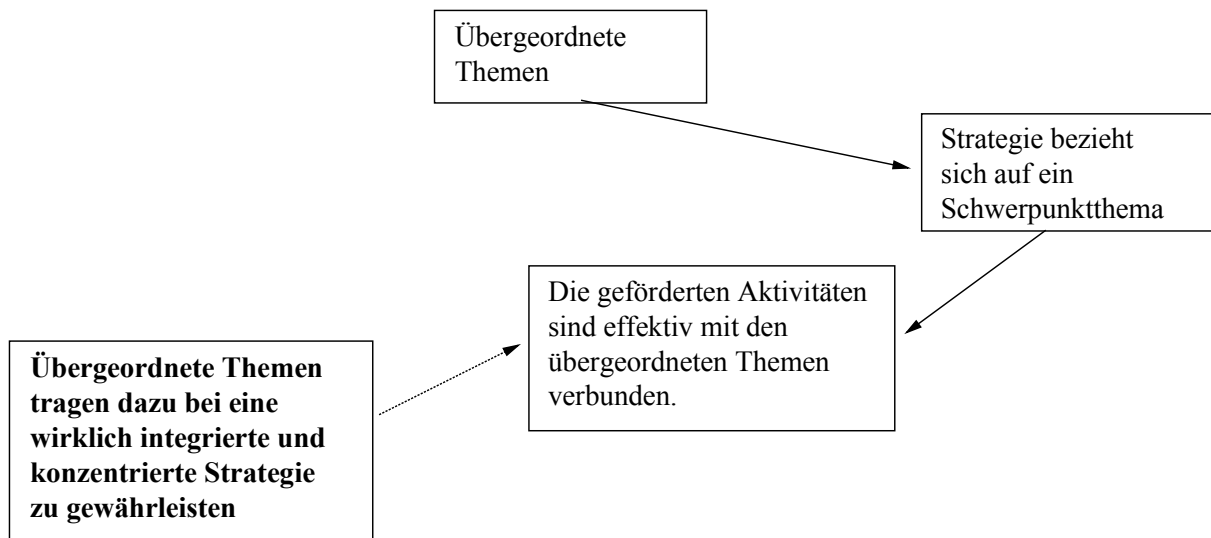 Übergeordnete
Themen
Strategie bezieht
sich auf ein
Schwerpunktthema
Die geförderten Aktivitäten
sind effektiv mit den
übergeordneten Themen
verbunden.
Übergeordnete Themen
tragen dazu bei eine
wirklich integrierte und
konzentrierte Strategie
zu gewährleisten